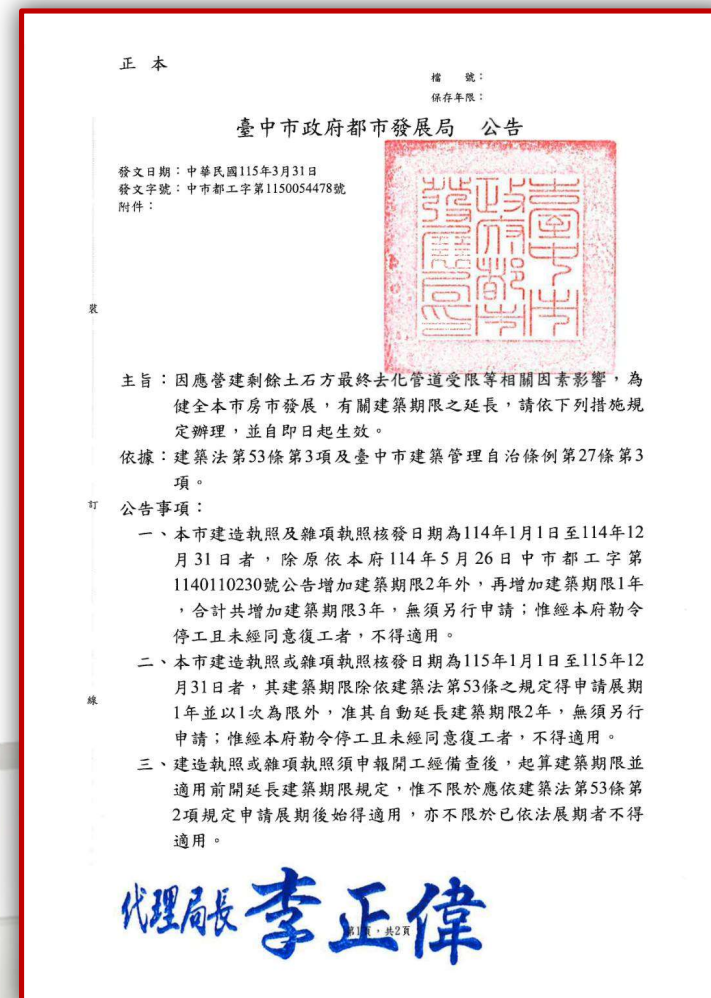 正 本
檔　　號：
保存年限：
臺中市政府都市發展局　公告
發文日期：中華民國115年3月31日
發文字號：中市都工字第1150054478號
附件：
臺中市
政府都市
發展局印
裝
主旨：因應營建剩餘土石方最終去化管道受限等相關因素影響，為
健全本市房市發展，有關建築期限之延長，請依下列措施規
定辦理，並自即日起生效。
依據：建築法第53條第3項及臺中市建築管理自治條例第27條第3
項。
訂
公告事項：
一、本市建造執照及雜項執照核發日期為114年1月1日至114年12
月31日者，除原依本府114年5月26日中市都工字第
1140110230號公告增加建築期限2年外，再增加建築期限1年
，合計共增加建築期限3年，無須另行申請；惟經本府勒令
停工且未經同意復工者，不得適用。
二、本市建造執照或雜項執照核發日期為115年1月1日至115年12
月31日者，其建築期限除依建築法第53條之規定得申請展期
線
1年並以1次為限外，准其自動延長建築期限2年，無須另行
申請；惟經本府勒令停工且未經同意復工者，不得適用。
三、建造執照或雜項執照須申報開工經備查後，起算建築期限並
適用前開延長建築期限規定，惟不限於應依建築法第53條第
2項規定申請展期後始得適用，亦不限於已依法展期者不得
適用。
代理局長 李正偉
第1頁，共2頁